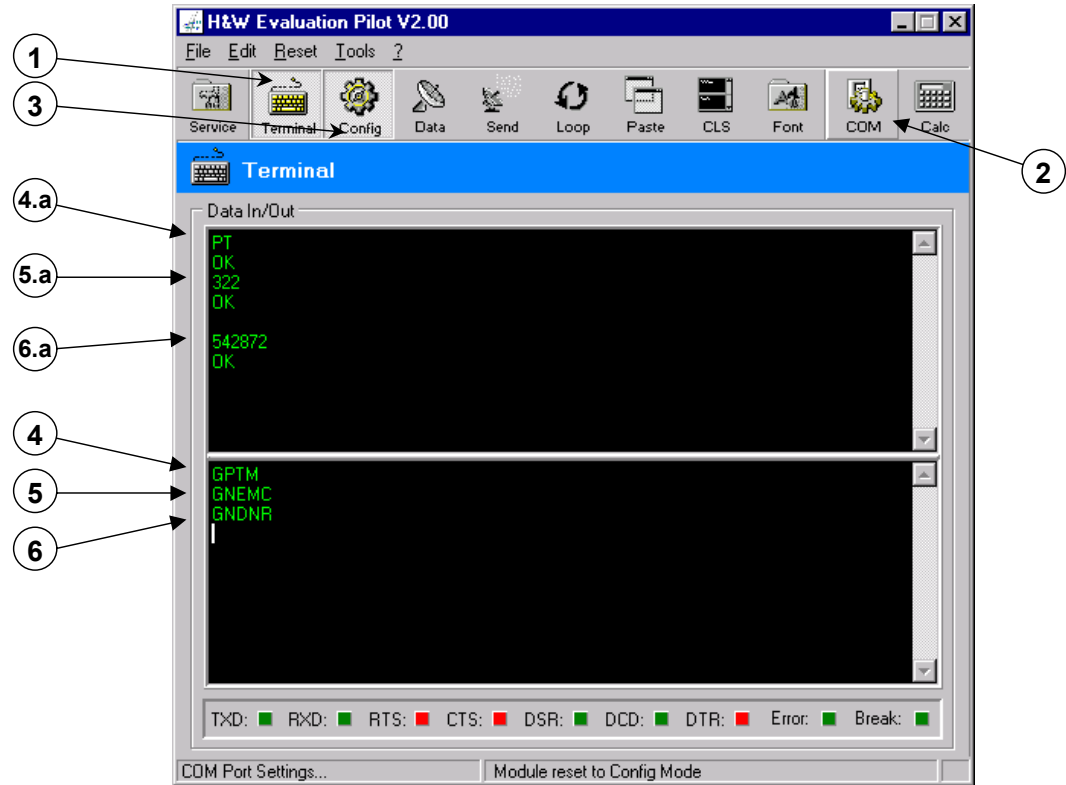 H&W Evaluation Pilot V2.00
File Edit Reset Tools ?
Service Terminal Config Data Send Loop Paste CLS Font COM Calc
Terminal
Data In/Out
PT
OK
322
OK
542872
OK
GPTM
GNEMC
GNDNR
TXD: RXD: RTS: CTS: DSR: DCD: DTR: Error: Break:
COM Port Settings... Module reset to Config Mode
1
3
2
4.a
5.a
6.a
4
5
6